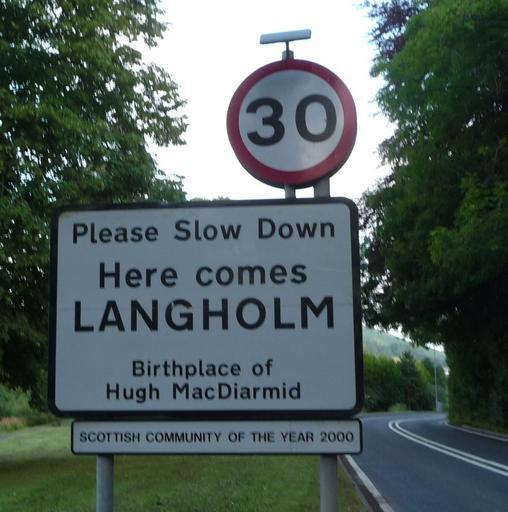 30
Please Slow Down
Here comes
LANGHOLM
Birthplace of
Hugh MacDiarmid
SCOTTISH COMMUNITY OF THE YEAR 2000